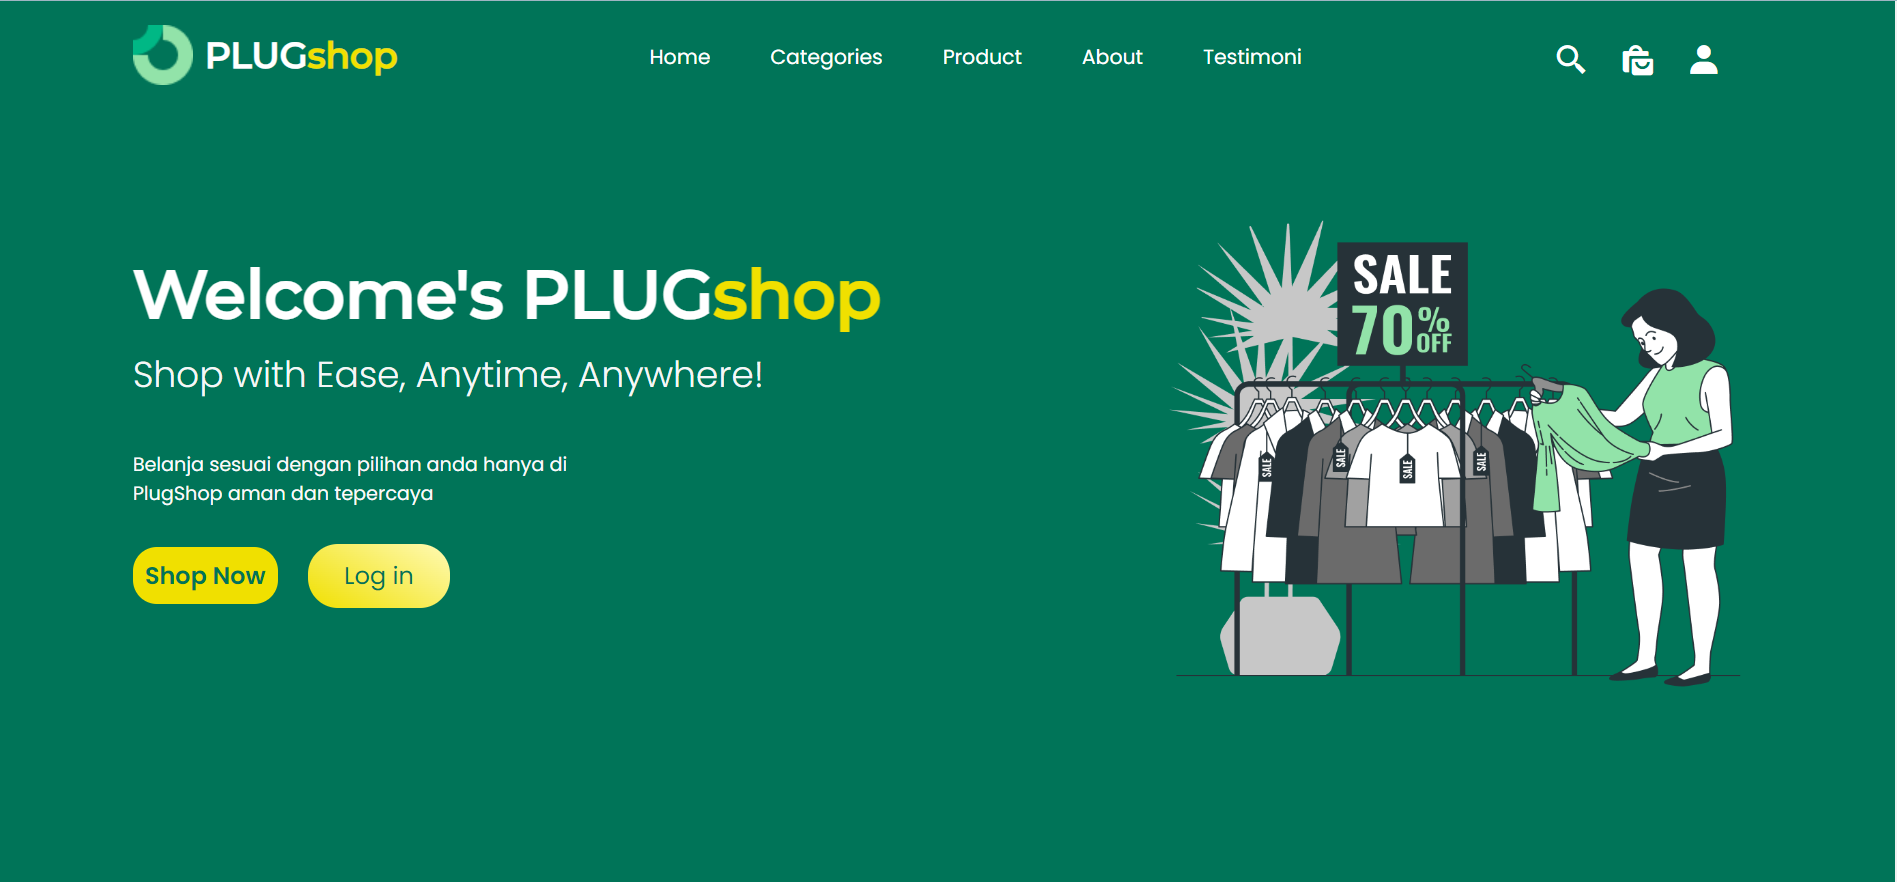 PLUGshop
Home Categories Product About Testimoni
Welcome's PLUGshop
Shop with Ease, Anytime, Anywhere!
Belanja sesuai dengan pilihan anda hanya di
PlugShop aman dan tepercaya
Shop Now
Log in
SALE
70% OFF
SALE
SALE
SALE
SALE